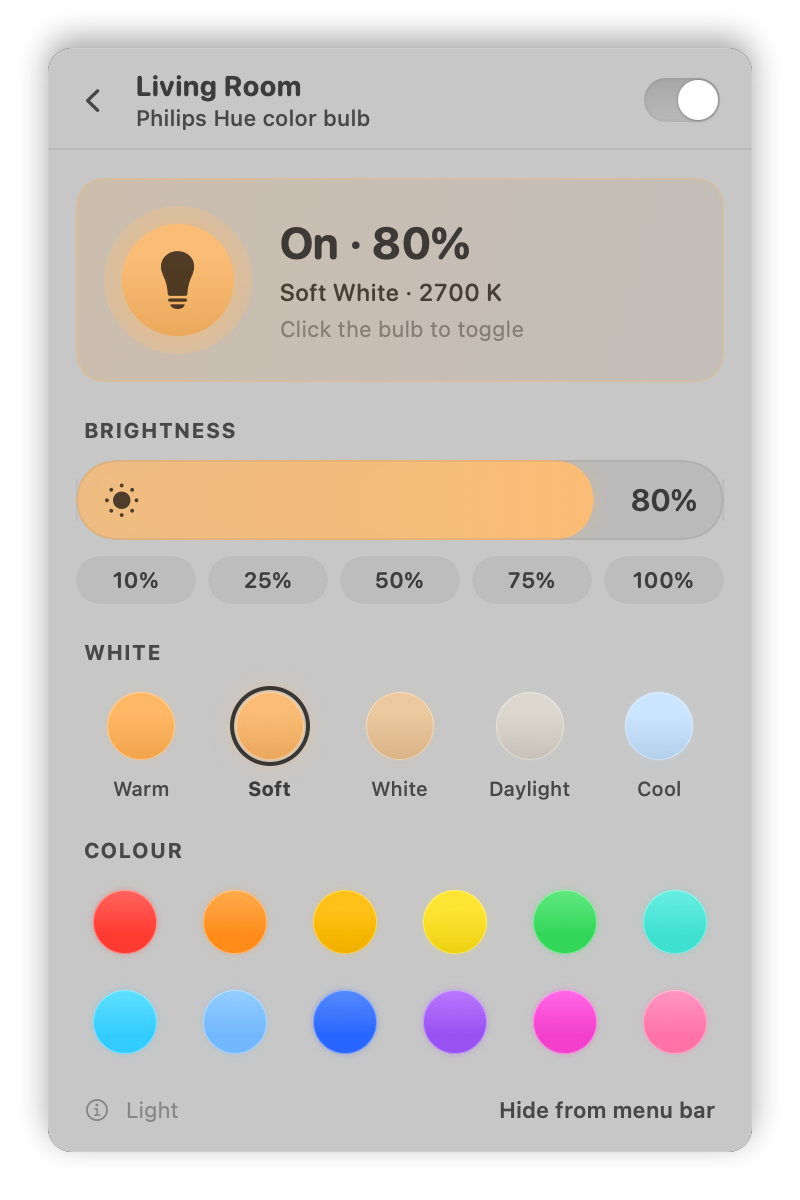 Living Room
Philips Hue color bulb
On · 80%
Soft White · 2700 K
Click the bulb to toggle
BRIGHTNESS
80%
10% 25% 50% 75% 100%
WHITE
Warm Soft White Daylight Cool
COLOUR
Light Hide from menu bar